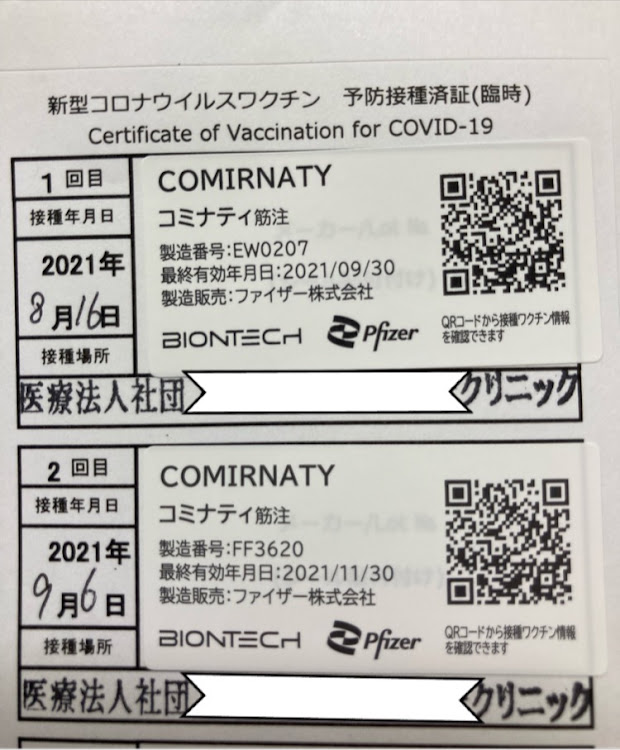 新型コロナウイルスワクチン 予防接種済証(臨時)
Certificate of Vaccination for COVID-19
1 回目
接種年月日
2021年
8月16日
接種場所
COMIRNATY
コミナティ筋注
製造番号:EW0207
最終有効年月日:2021/09/30
製造販売:ファイザー株式会社
BIONTECH Pfizer
QRコードから接種ワクチン情報
を確認できます
医療法人社団 クリニック
2 回目
接種年月日
2021年
9月6日
接種場所
COMIRNATY
コミナティ筋注
製造番号:FF3620
最終有効年月日:2021/11/30
製造販売:ファイザー株式会社
BIONTECH Pfizer
QRコードから接種ワクチン情報
を確認できます
医療法人社団 クリニック